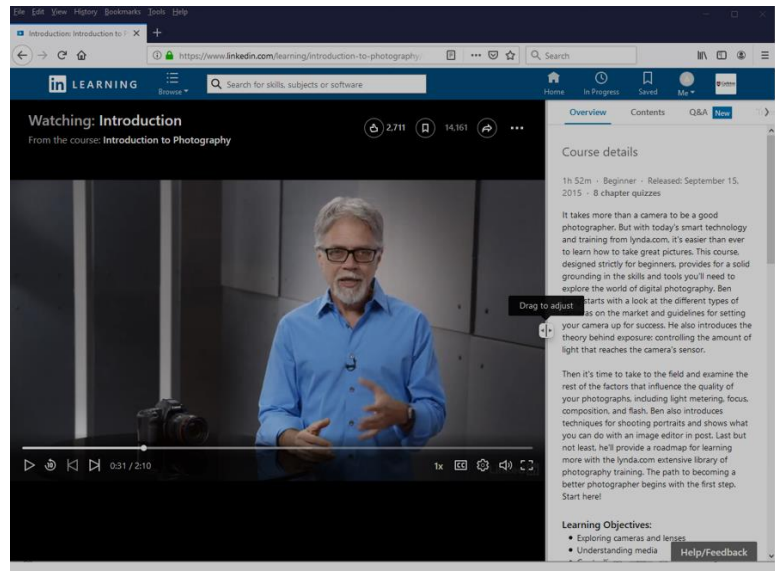 File Edit View History Bookmarks Tools Help
Introduction: Introduction to P
https://www.linkedin.com/learning/introduction-to-photography
Search
in LEARNING
Browse
Search for skills, subjects or software
Home
In Progress
Saved
Me
Watching: Introduction
From the course: Introduction to Photography
2,711
14,161
Drag to adjust
0:31 / 2:10
1x
CC
Overview Contents Q&A New
Course details
1h 52m · Beginner · Released: September 15,
2015 · 8 chapter quizzes
It takes more than a camera to be a good
photographer. But with today's smart technology
and training from lynda.com, it's easier than ever
to learn how to take great pictures. This course,
designed strictly for beginners, provides for a solid
grounding in the skills and tools you'll need to
explore the world of digital photography. Ben
starts with a look at the different types of
as on the market and guidelines for setting
your camera up for success. He also introduces the
theory behind exposure: controlling the amount of
light that reaches the camera's sensor.
Then it's time to take to the field and examine the
rest of the factors that influence the quality of
your photographs, including light metering, focus,
composition, and flash. Ben also introduces
techniques for shooting portraits and shows what
you can do with an image editor in post. Last but
not least, he'll provide a roadmap for learning
more with the lynda.com extensive library of
photography training. The path to becoming a
better photographer begins with the first step.
Start here!
Learning Objectives:
• Exploring cameras and lenses
• Understanding media
Help/Feedback